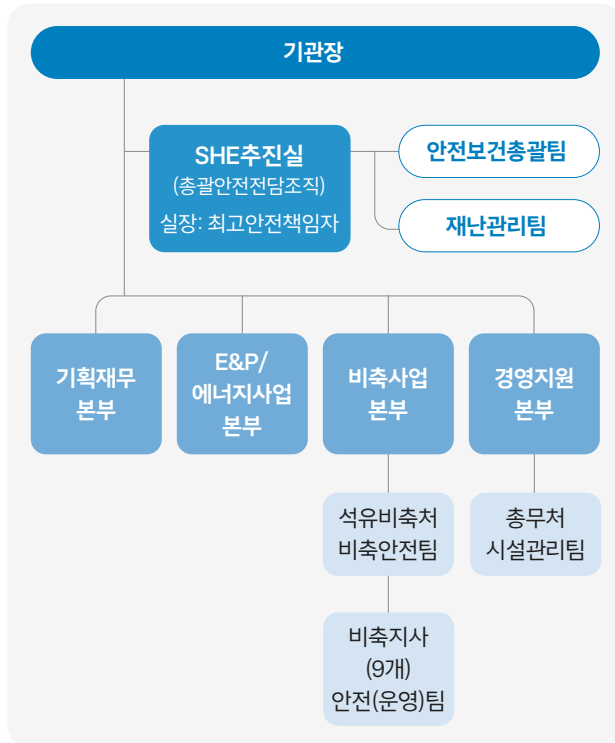 기관장
SHE추진실
(총괄안전전담조직)
실장: 최고안전책임자
안전보건총괄팀
재난관리팀
기획재무
본부
E&P/
에너지사업
본부
비축사업
본부
경영지원
본부
석유비축처
비축안전팀
총무처
시설관리팀
비축지사
(9개)
안전(운영)팀